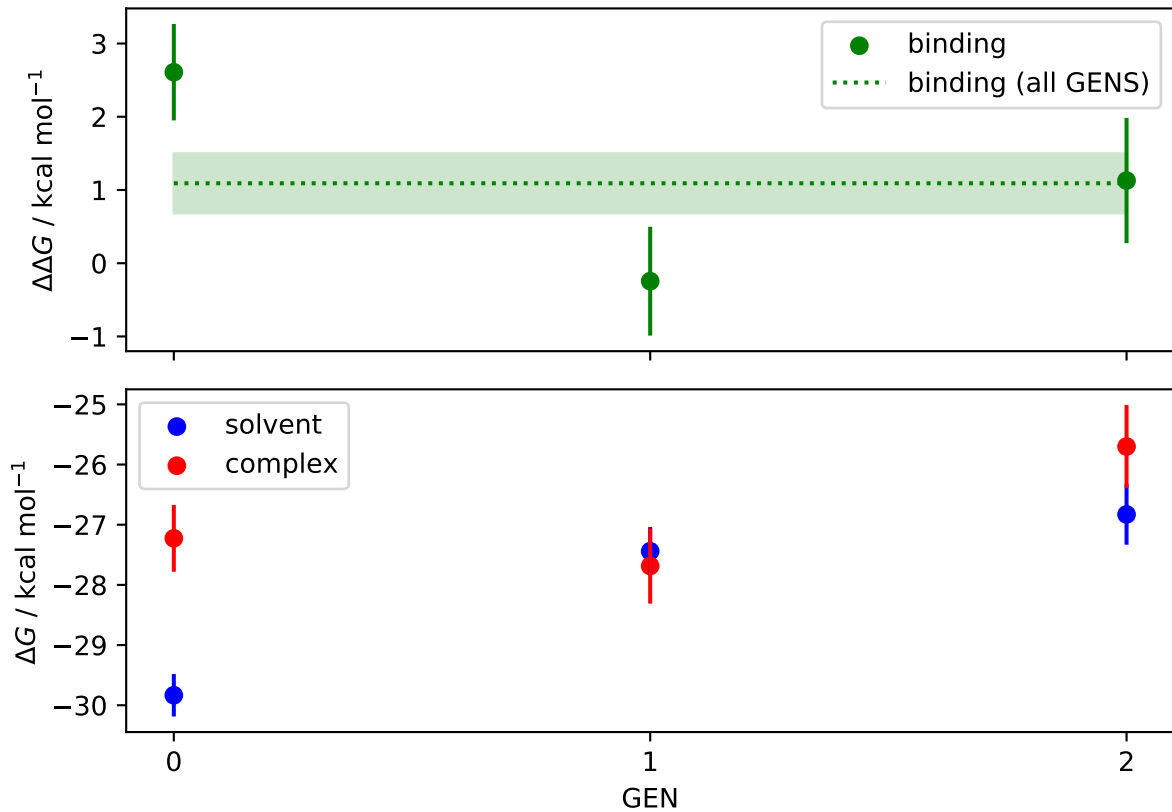 3
2
1
0
−1
ΔΔG / kcal mol⁻¹
binding
binding (all GENS)
−25
−26
−27
−28
−29
−30
ΔG / kcal mol⁻¹
solvent
complex
0 1 2
GEN